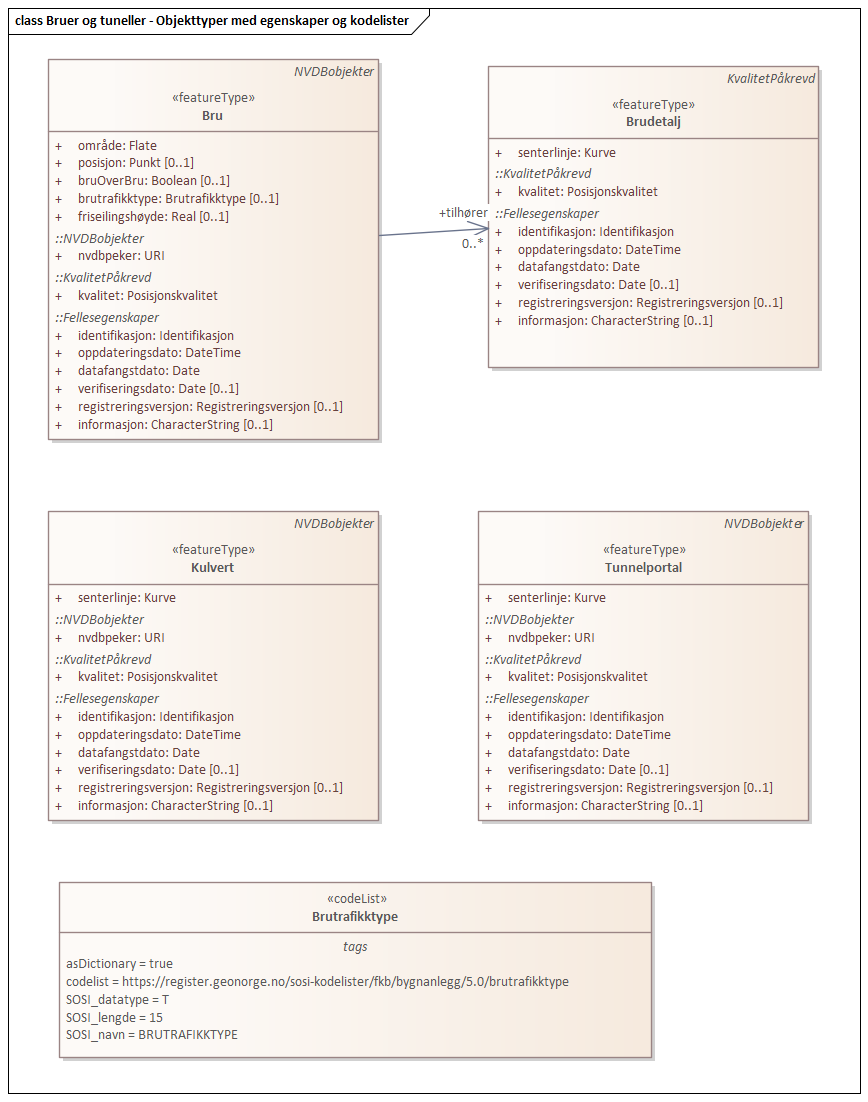 class Bruer og tuneller - Objekttyper med egenskaper og kodelister
NVDBobjekter
«featureType»
Bru
+ område: Flate
+ posisjon: Punkt [0..1]
+ bruOverBru: Boolean [0..1]
+ brutrafikktype: Brutrafikktype [0..1]
+ friseilingshøyde: Real [0..1]
::NVDBobjekter
+ nvdbpeker: URI
::KvalitetPåkrevd
+ kvalitet: Posisjonskvalitet
::Fellesegenskaper
+ identifikasjon: Identifikasjon
+ oppdateringsdato: DateTime
+ datafangstdato: Date
+ verifiseringsdato: Date [0..1]
+ registreringsversjon: Registreringsversjon [0..1]
+ informasjon: CharacterString [0..1]
+tilhører
0..*
KvalitetPåkrevd
«featureType»
Brudetalj
+ senterlinje: Kurve
::KvalitetPåkrevd
+ kvalitet: Posisjonskvalitet
::Fellesegenskaper
+ identifikasjon: Identifikasjon
+ oppdateringsdato: DateTime
+ datafangstdato: Date
+ verifiseringsdato: Date [0..1]
+ registreringsversjon: Registreringsversjon [0..1]
+ informasjon: CharacterString [0..1]
NVDBobjekter
«featureType»
Kulvert
+ senterlinje: Kurve
::NVDBobjekter
+ nvdbpeker: URI
::KvalitetPåkrevd
+ kvalitet: Posisjonskvalitet
::Fellesegenskaper
+ identifikasjon: Identifikasjon
+ oppdateringsdato: DateTime
+ datafangstdato: Date
+ verifiseringsdato: Date [0..1]
+ registreringsversjon: Registreringsversjon [0..1]
+ informasjon: CharacterString [0..1]
NVDBobjekter
«featureType»
Tunnelportal
+ senterlinje: Kurve
::NVDBobjekter
+ nvdbpeker: URI
::KvalitetPåkrevd
+ kvalitet: Posisjonskvalitet
::Fellesegenskaper
+ identifikasjon: Identifikasjon
+ oppdateringsdato: DateTime
+ datafangstdato: Date
+ verifiseringsdato: Date [0..1]
+ registreringsversjon: Registreringsversjon [0..1]
+ informasjon: CharacterString [0..1]
«codeList»
Brutrafikktype
tags
asDictionary = true
codelist = https://register.geonorge.no/sosi-kodelister/fkb/bygnanlegg/5.0/brutrafikktype
SOSI_datatype = T
SOSI_lengde = 15
SOSI_navn = BRUTRAFIKKTYPE